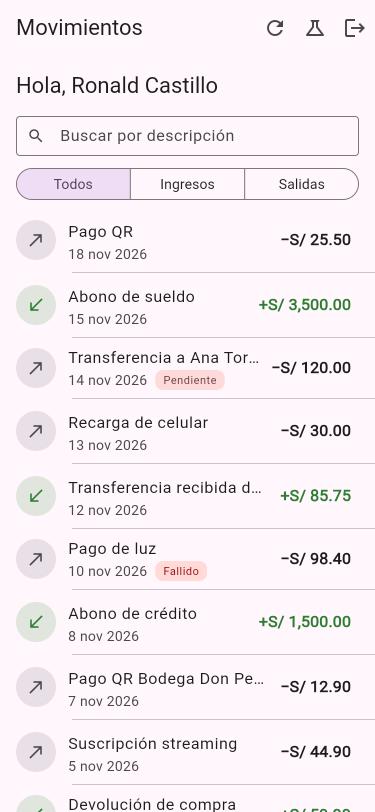 Movimientos
Hola, Ronald Castillo
Buscar por descripción
Todos Ingresos Salidas
Pago QR −S/ 25.50
18 nov 2026
Abono de sueldo +S/ 3,500.00
15 nov 2026
Transferencia a Ana Tor... −S/ 120.00
14 nov 2026 Pendiente
Recarga de celular −S/ 30.00
13 nov 2026
Transferencia recibida d... +S/ 85.75
12 nov 2026
Pago de luz −S/ 98.40
10 nov 2026 Fallido
Abono de crédito +S/ 1,500.00
8 nov 2026
Pago QR Bodega Don Pe... −S/ 12.90
7 nov 2026
Suscripción streaming −S/ 44.90
5 nov 2026
Devolución de compra